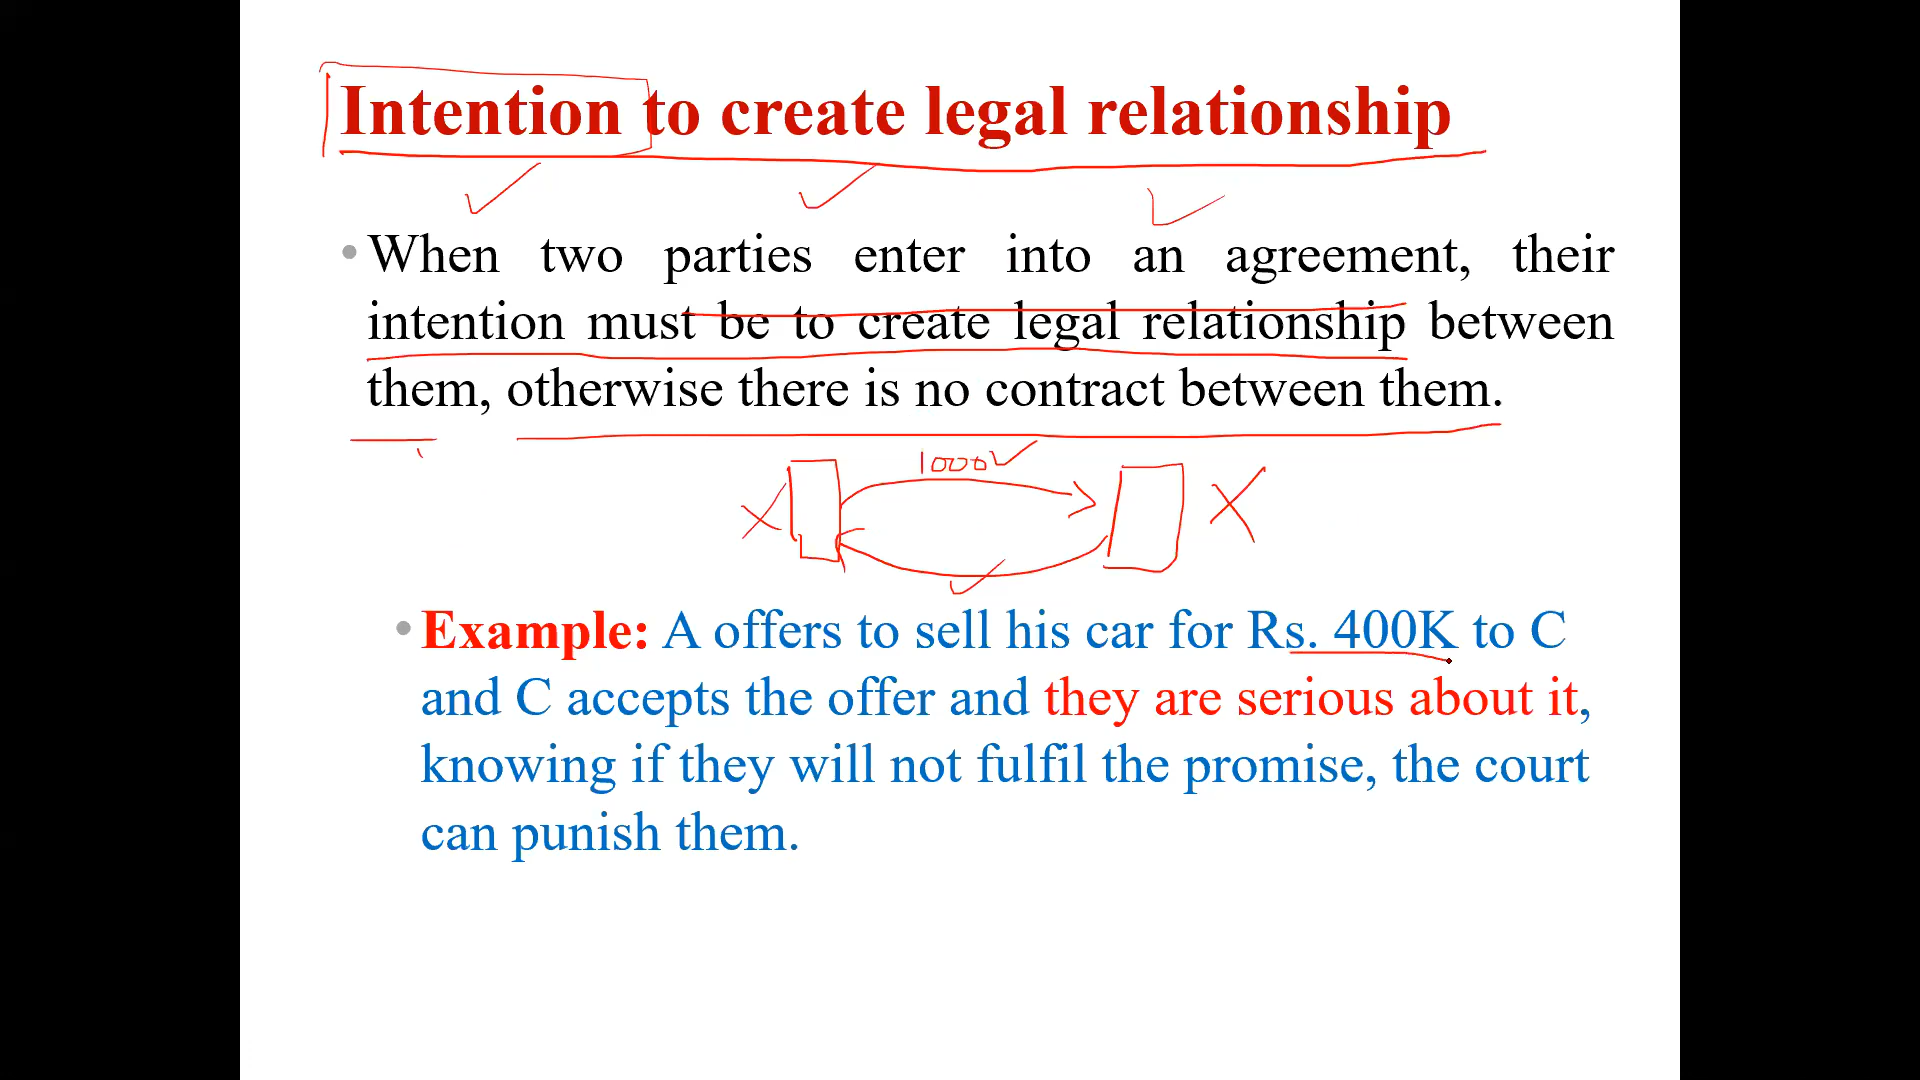 Intention to create legal relationship
• When two parties enter into an agreement, their
intention must be to create legal relationship between
them, otherwise there is no contract between them.
1000
• Example: A offers to sell his car for Rs. 400K to C
and C accepts the offer and they are serious about it,
knowing if they will not fulfil the promise, the court
can punish them.